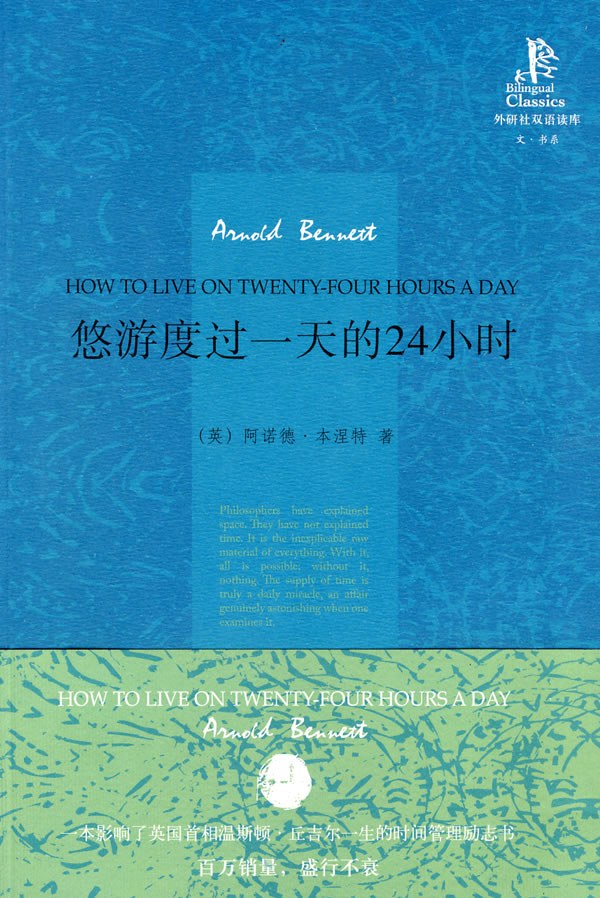 Bilingual
Classics
外研社双语读库
文·书系
Arnold Bennett
HOW TO LIVE ON TWENTY-FOUR HOURS A DAY
悠游度过一天的24小时
（英）阿诺德·本涅特 著
Philosophers have explained
space. They have not explained
time. It is the inexplicable raw
material of everything. With it,
all is possible; without it,
nothing. The supply of time is
truly a daily miracle, an affair
genuinely astonishing when one
examines it.
HOW TO LIVE ON TWENTY-FOUR HOURS A DAY
Arnold Bennett
一本影响了英国首相温斯顿·丘吉尔一生的时间管理励志书
百万销量，盛行不衰